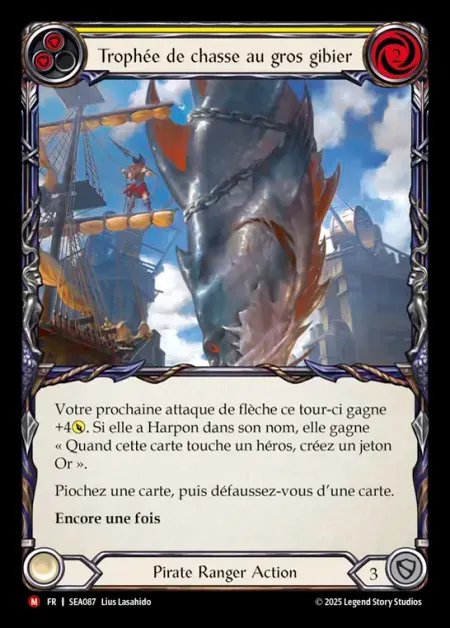 Trophée de chasse au gros gibier
2
Votre prochaine attaque de flèche ce tour-ci gagne
+4. Si elle a Harpon dans son nom, elle gagne
« Quand cette carte touche un héros, créez un jeton
Or ».
Piochez une carte, puis défaussez-vous d'une carte.
Encore une fois
Pirate Ranger Action
3
M FR | SEA087 Lius Lasahido
© 2025 Legend Story Studios